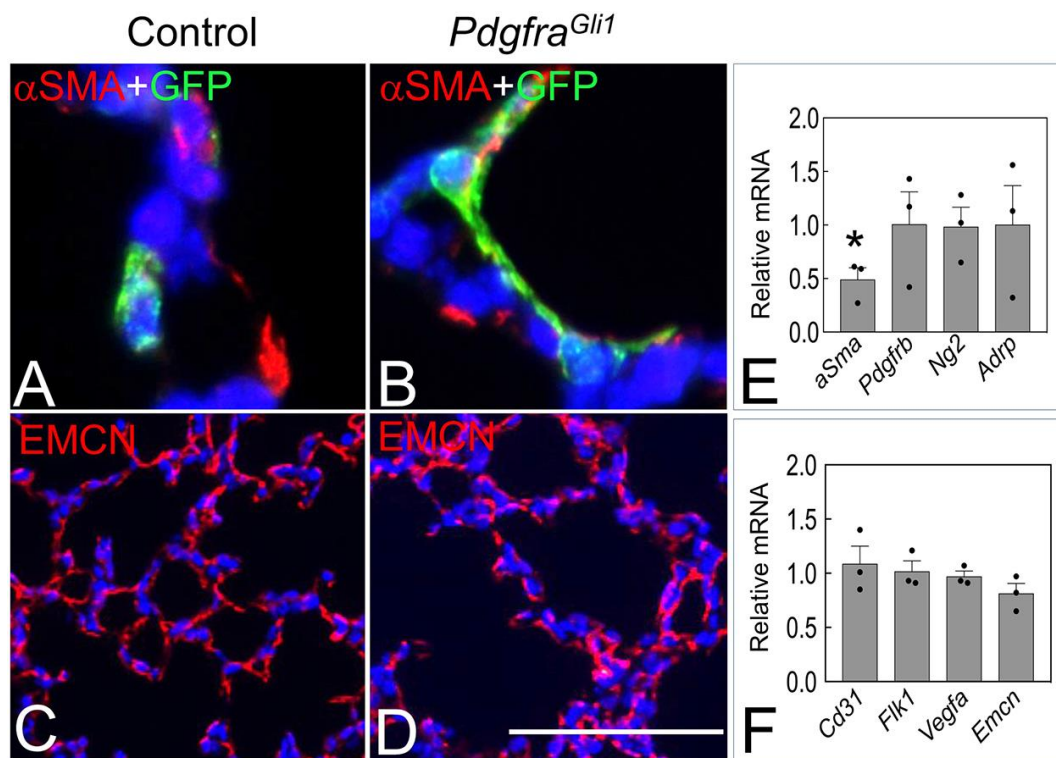 Control
Pdgfra^Gli1
αSMA+GFP
A
αSMA+GFP
B
EMCN
C
EMCN
D
Relative mRNA
2.0
1.5
1.0
0.5
0.0
*
aSma
Pdgfrb
Ng2
Adrp
E
Relative mRNA
2.0
1.5
1.0
0.5
0.0
Cd31
Flk1
Vegfa
Emcn
F